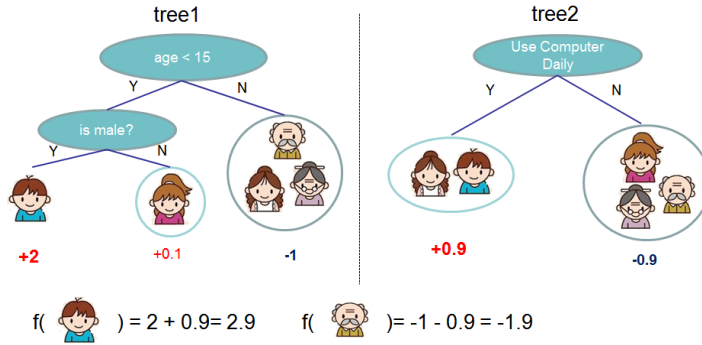 tree1
tree2
age < 15
Use Computer
Daily
Y
N
Y
N
is male?
Y
N
+2
+0.1
-1
+0.9
-0.9
f( ) = 2 + 0.9= 2.9
f( )= -1 - 0.9 = -1.9